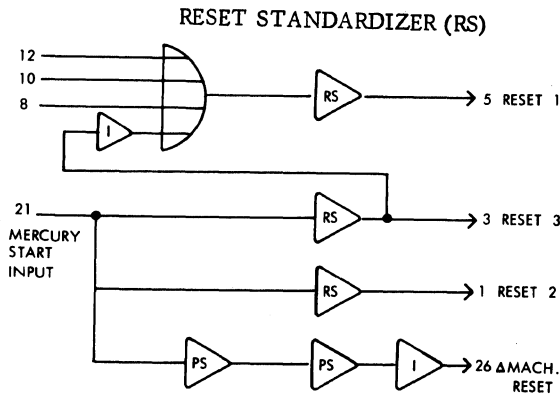 RESET STANDARDIZER (RS)
12
10
8
I
RS
5 RESET 1
21
MERCURY
START
INPUT
RS
3 RESET 3
RS
1 RESET 2
PS
PS
I
26 ΔMACH.
RESET